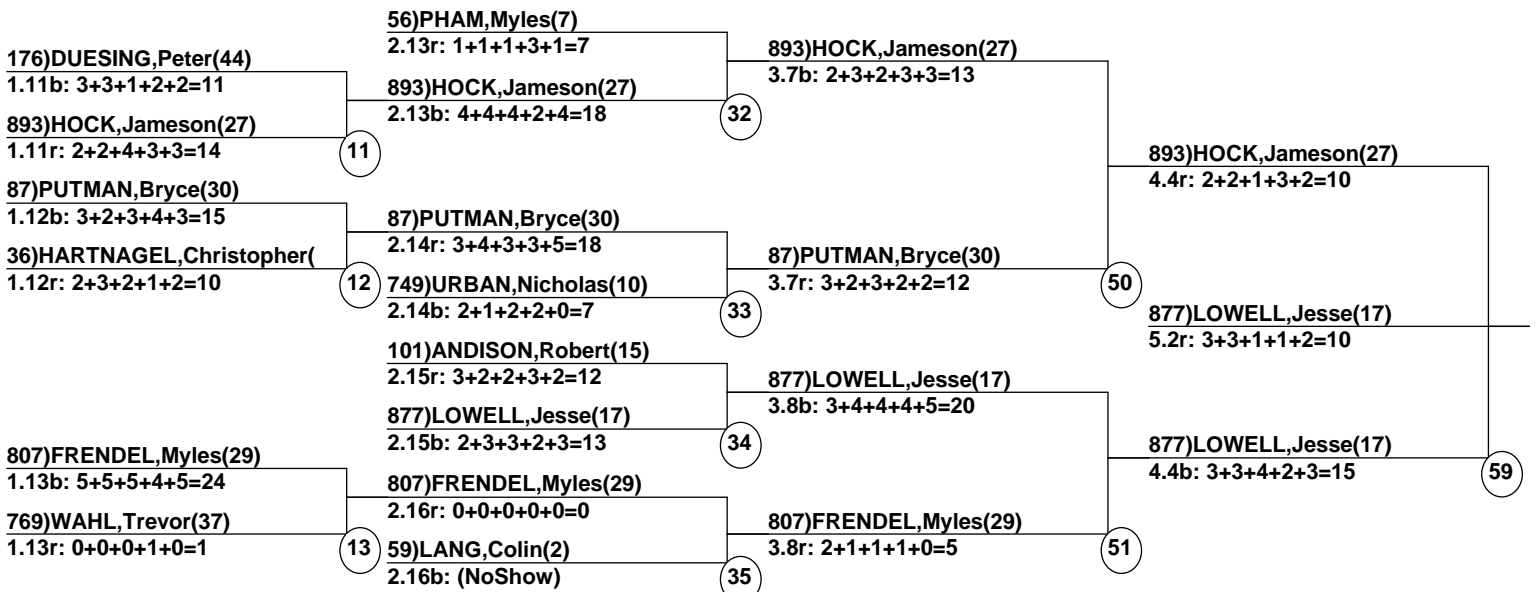 176)DUESING,Peter(44)
1.11b: 3+3+1+2+2=11
893)HOCK,Jameson(27)
1.11r: 2+2+4+3+3=14
11
87)PUTMAN,Bryce(30)
1.12b: 3+2+3+4+3=15
36)HARTNAGEL,Christopher(
1.12r: 2+3+2+1+2=10
12
807)FRENDEL,Myles(29)
1.13b: 5+5+5+4+5=24
769)WAHL,Trevor(37)
1.13r: 0+0+0+1+0=1
13
56)PHAM,Myles(7)
2.13r: 1+1+1+3+1=7
893)HOCK,Jameson(27)
2.13b: 4+4+4+2+4=18
32
87)PUTMAN,Bryce(30)
2.14r: 3+4+3+3+5=18
749)URBAN,Nicholas(10)
2.14b: 2+1+2+2+0=7
33
101)ANDISON,Robert(15)
2.15r: 3+2+2+3+2=12
877)LOWELL,Jesse(17)
2.15b: 2+3+3+2+3=13
34
807)FRENDEL,Myles(29)
2.16r: 0+0+0+0+0=0
59)LANG,Colin(2)
2.16b: (NoShow)
35
893)HOCK,Jameson(27)
3.7b: 2+3+2+3+3=13
87)PUTMAN,Bryce(30)
3.7r: 3+2+3+2+2=12
50
877)LOWELL,Jesse(17)
3.8b: 3+4+4+4+5=20
807)FRENDEL,Myles(29)
3.8r: 2+1+1+1+0=5
51
893)HOCK,Jameson(27)
4.4r: 2+2+1+3+2=10
877)LOWELL,Jesse(17)
4.4b: 3+3+4+2+3=15
59
877)LOWELL,Jesse(17)
5.2r: 3+3+1+1+2=10